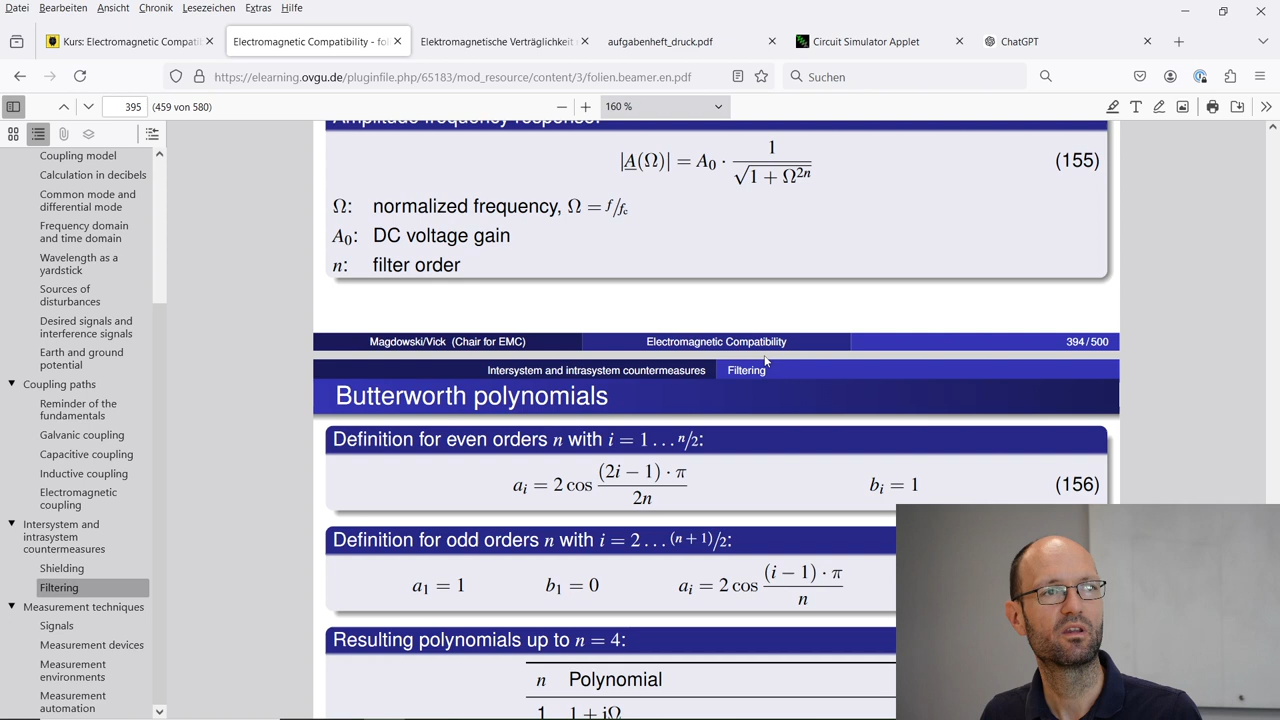 Datei Bearbeiten Ansicht Chronik Lesezeichen Extras Hilfe
Kurs: Electromagnetic Compatibi
Electromagnetic Compatibility - fo
Elektromagnetische Verträglichkeit
aufgabenheft_druck.pdf
Circuit Simulator Applet
ChatGPT
https://elearning.ovgu.de/pluginfile.php/65183/mod_resource/content/3/folien.beamer.en.pdf
Suchen
395 (459 von 580)
160 %
Coupling model
Calculation in decibels
Common mode and
differential mode
Frequency domain
and time domain
Wavelength as a
yardstick
Sources of
disturbances
Desired signals and
interference signals
Earth and ground
potential
Coupling paths
Reminder of the
fundamentals
Galvanic coupling
Capacitive coupling
Inductive coupling
Electromagnetic
coupling
Intersystem and
intrasystem
countermeasures
Shielding
Filtering
Measurement techniques
Signals
Measurement devices
Measurement
environments
Measurement
automation
Amplitude frequency response:
|A(Ω)| = A₀ · 1/√(1 + Ω²ⁿ) (155)
Ω: normalized frequency, Ω = f/fc
A₀: DC voltage gain
n: filter order
Magdowski/Vick (Chair for EMC) Electromagnetic Compatibility 394 / 500
Intersystem and intrasystem countermeasures Filtering
Butterworth polynomials
Definition for even orders n with i = 1 … n/2:
aᵢ = 2 cos (2i − 1) · π / 2n bᵢ = 1 (156)
Definition for odd orders n with i = 2 … (n + 1)/2:
a₁ = 1 b₁ = 0 aᵢ = 2 cos (i − 1) · π / n
Resulting polynomials up to n = 4:
n Polynomial
1 1 + jΩ